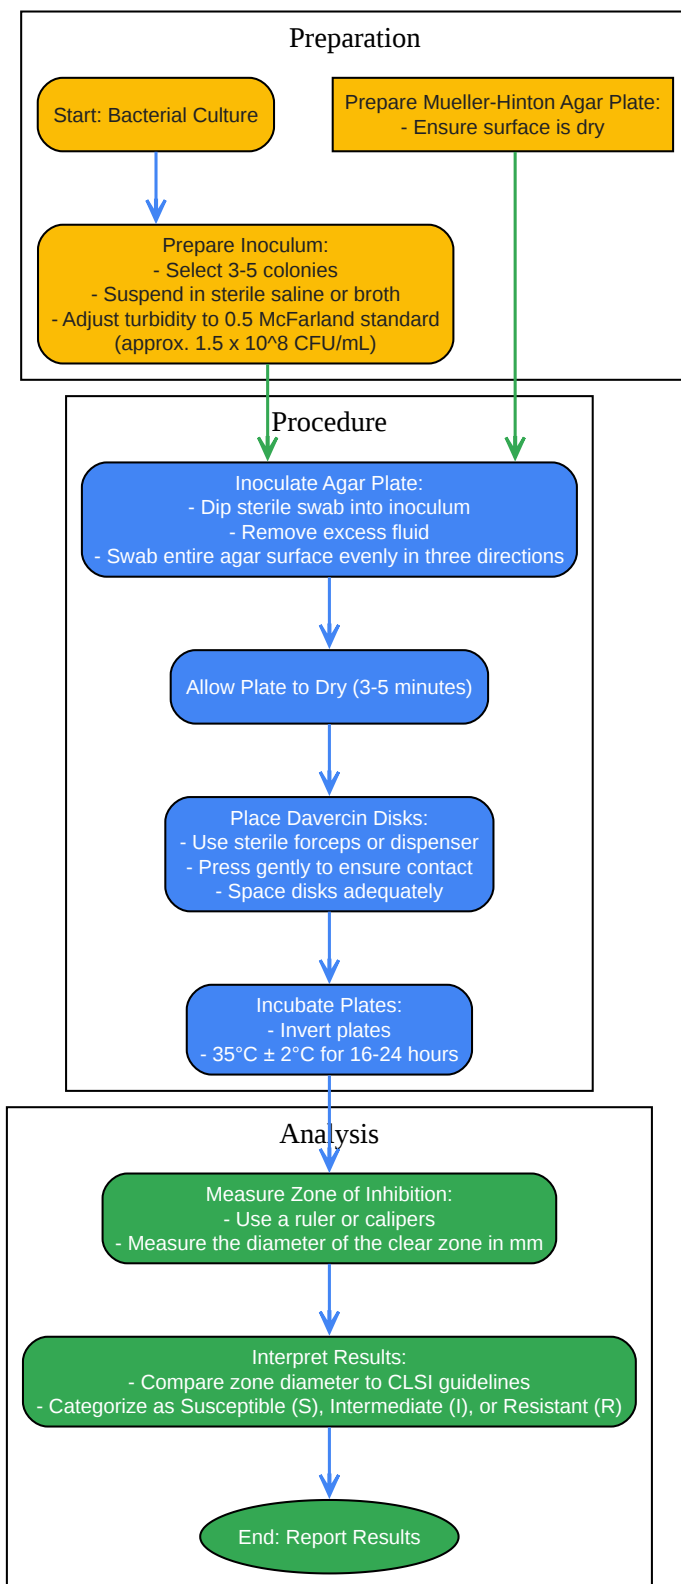 Preparation
Start: Bacterial Culture
Prepare Mueller-Hinton Agar Plate:
- Ensure surface is dry
Prepare Inoculum:
- Select 3-5 colonies
- Suspend in sterile saline or broth
- Adjust turbidity to 0.5 McFarland standard
(approx. 1.5 x 10^8 CFU/mL)
Procedure
Inoculate Agar Plate:
- Dip sterile swab into inoculum
- Remove excess fluid
- Swab entire agar surface evenly in three directions
Allow Plate to Dry (3-5 minutes)
Place Davercin Disks:
- Use sterile forceps or dispenser
- Press gently to ensure contact
- Space disks adequately
Incubate Plates:
- Invert plates
- 35°C ± 2°C for 16-24 hours
Analysis
Measure Zone of Inhibition:
- Use a ruler or calipers
- Measure the diameter of the clear zone in mm
Interpret Results:
- Compare zone diameter to CLSI guidelines
- Categorize as Susceptible (S), Intermediate (I), or Resistant (R)
End: Report Results